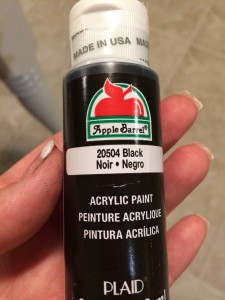 MADE IN USA
Apple Barrel®
20504 Black
Noir • Negro
ACRYLIC PAINT
PEINTURE ACRYLIQUE
PINTURA ACRÍLICA
PLAID